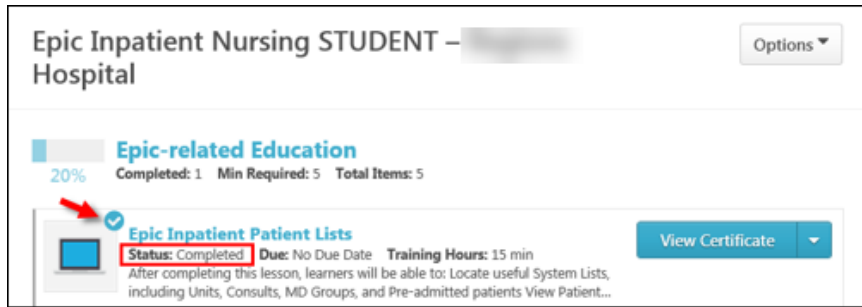 Epic Inpatient Nursing STUDENT –
Hospital
Options
Epic-related Education
20%
Completed: 1 Min Required: 5 Total Items: 5
Epic Inpatient Patient Lists
Status: Completed Due: No Due Date Training Hours: 15 min
After completing this lesson, learners will be able to: Locate useful System Lists,
including Units, Consults, MD Groups, and Pre-admitted patients View Patient...
View Certificate